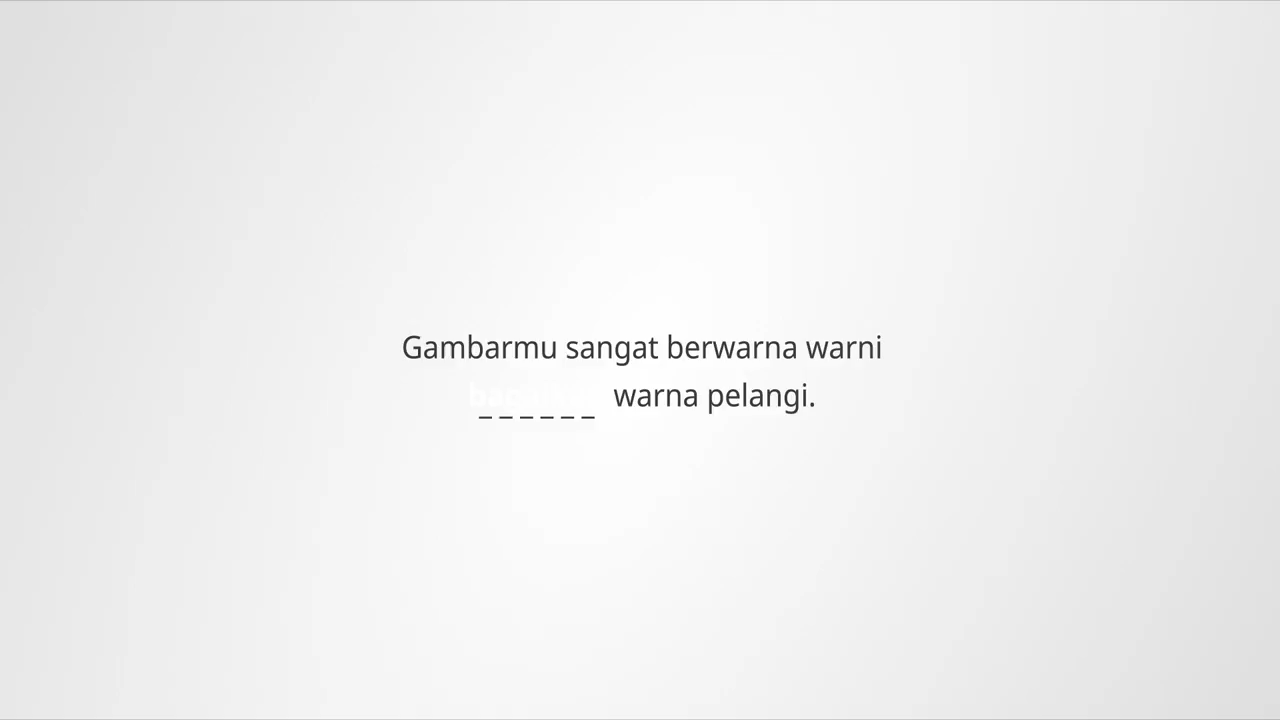 Gambarmu sangat berwarna warni
_ _ _ _ _ _ warna pelangi.